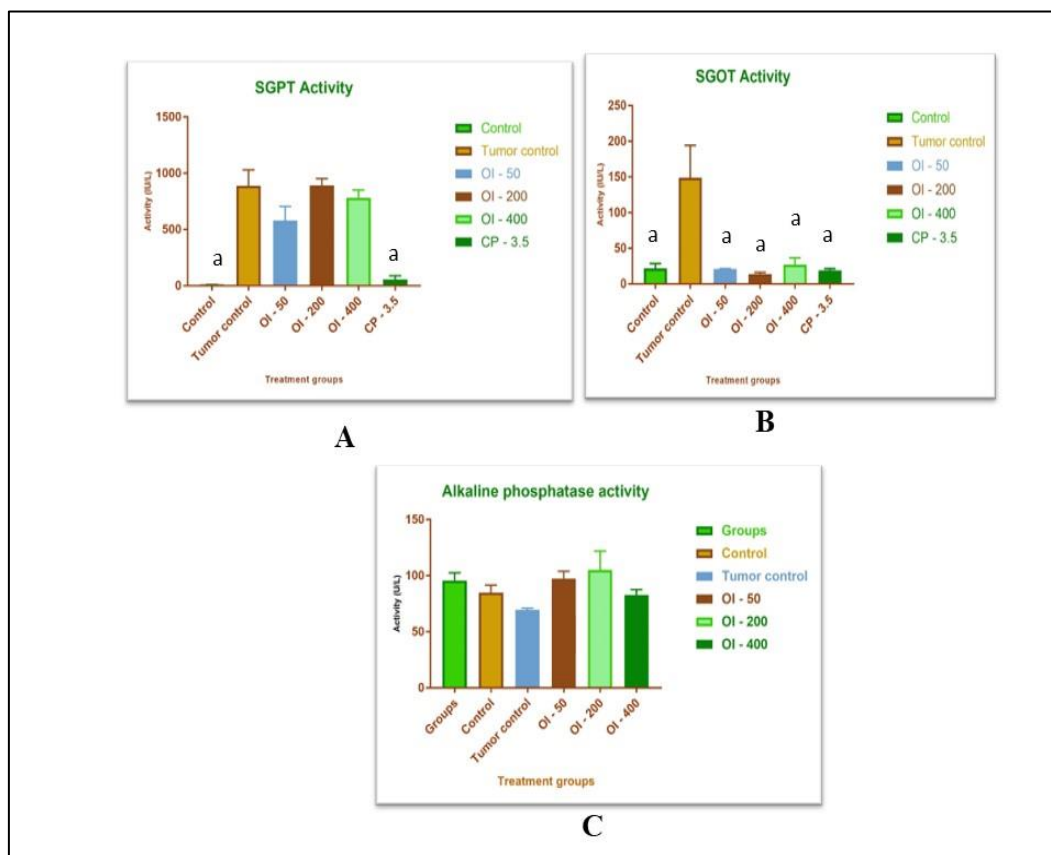 SGPT Activity
1500
1000
500
0
Activity (IU/L)
a
a
Control
Tumor control
OI - 50
OI - 200
OI - 400
CP - 3.5
Treatment groups
Control
Tumor control
OI - 50
OI - 200
OI - 400
CP - 3.5
A
SGOT Activity
250
200
150
100
50
0
Activity (IU/L)
a
a
a
a
a
Control
Tumor control
OI - 50
OI - 200
OI - 400
CP - 3.5
Treatment groups
Control
Tumor control
OI - 50
OI - 200
OI - 400
CP - 3.5
B
Alkaline phosphatase activity
150
100
50
0
Activity (U/L)
Groups
Control
Tumor control
OI - 50
OI - 200
OI - 400
Treatment groups
Groups
Control
Tumor control
OI - 50
OI - 200
OI - 400
C